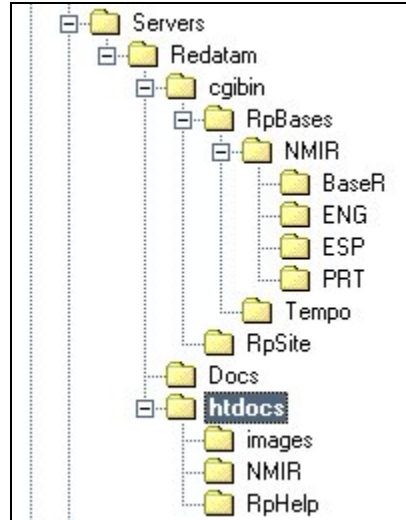 Servers
Redatam
cgibin
RpBases
NMIR
BaseR
ENG
ESP
PRT
Tempo
RpSite
Docs
htdocs
images
NMIR
RpHelp